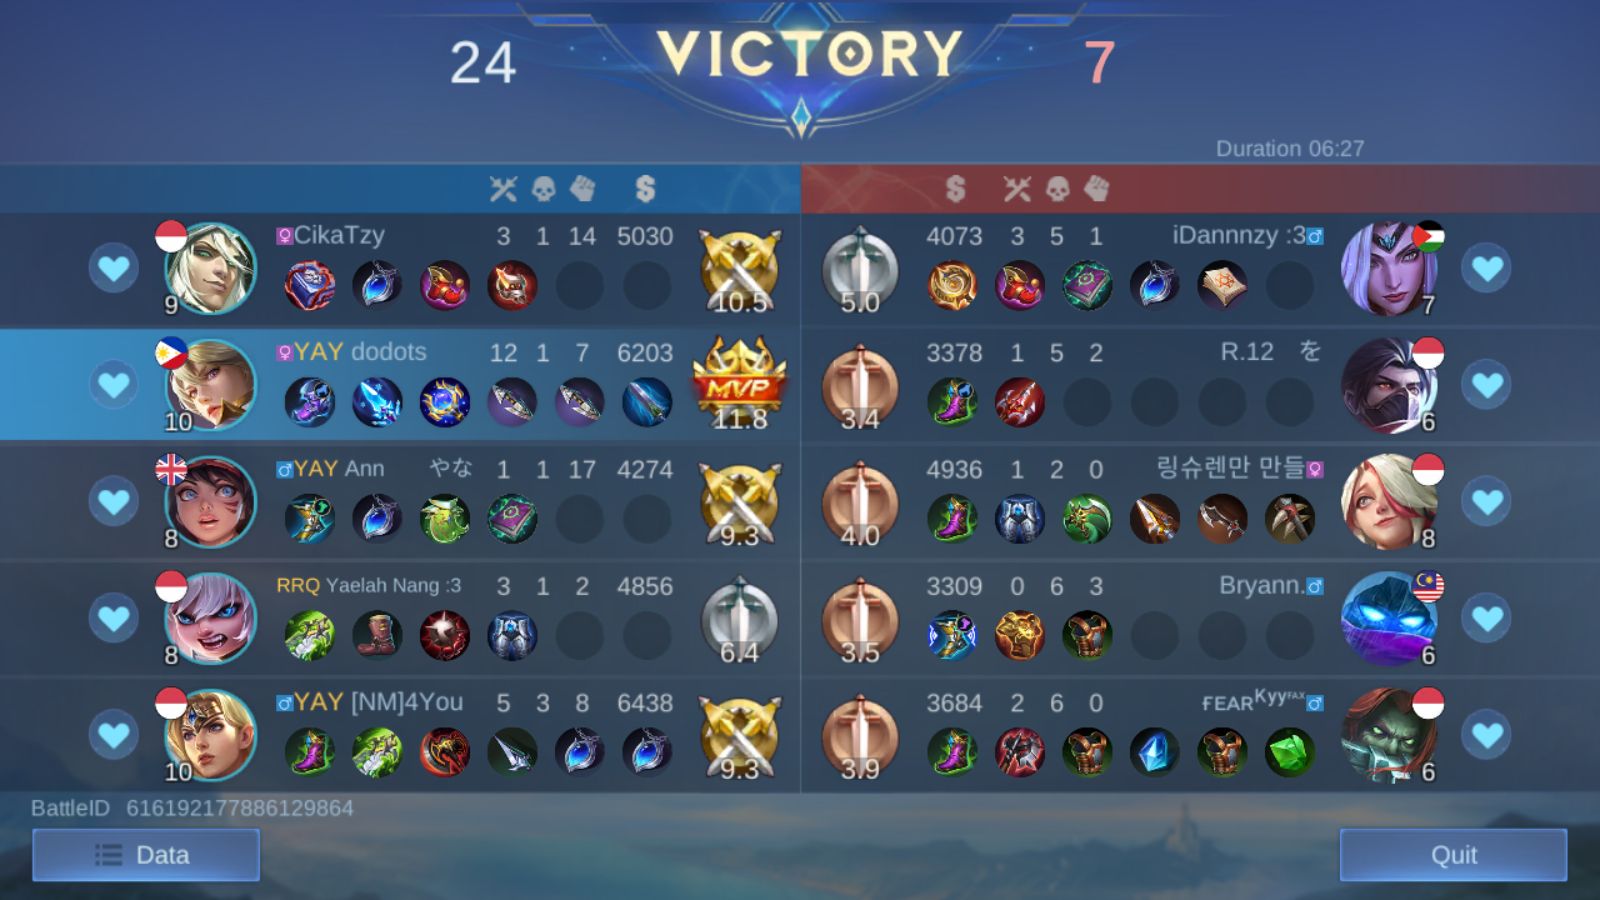 24
VICTORY
7
Duration 06:27
CikaTzy 3 1 14 5030
9
10.5
4073 3 5 1 iDannnzy :3
5.0
7
YAY dodots 12 1 7 6203
10
MVP
11.8
3378 1 5 2 R.12 を
3.4
6
YAY Ann やな 1 1 17 4274
8
9.3
4936 1 2 0 링슈렌만 만들
4.0
8
RRQ Yaelah Nang :3 3 1 2 4856
8
6.4
3309 0 6 3 Bryann.
3.5
6
YAY [NM]4You 5 3 8 6438
10
9.3
3684 2 6 0 ғEARᴷʸʸFAX
3.9
6
BattleID 616192177886129864
Data
Quit